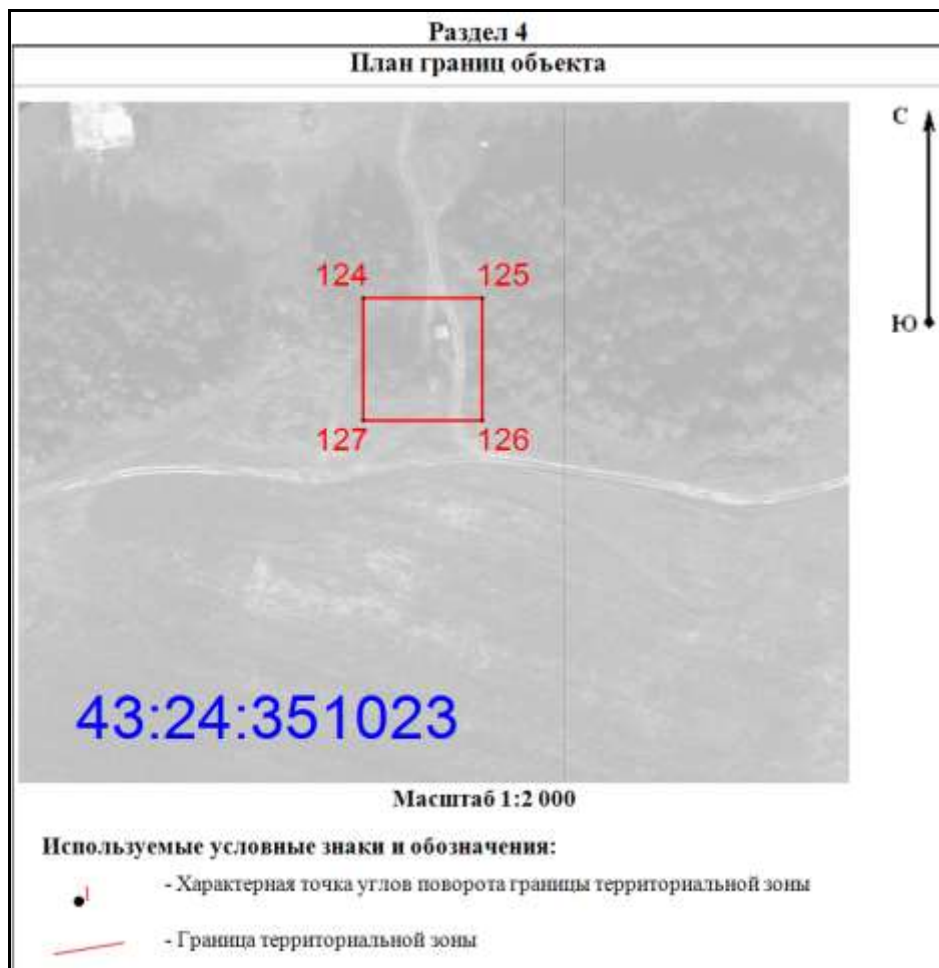 Раздел 4
План границ объекта
С
124 125
Ю
127 126
43:24:351023
Масштаб 1:2 000
Используемые условные знаки и обозначения:
1 - Характерная точка углов поворота границы территориальной зоны
- Граница территориальной зоны